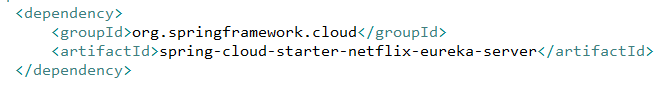 <dependency>
<groupId>org.springframework.cloud</groupId>
<artifactId>spring-cloud-starter-netflix-eureka-server</artifactId>
</dependency>